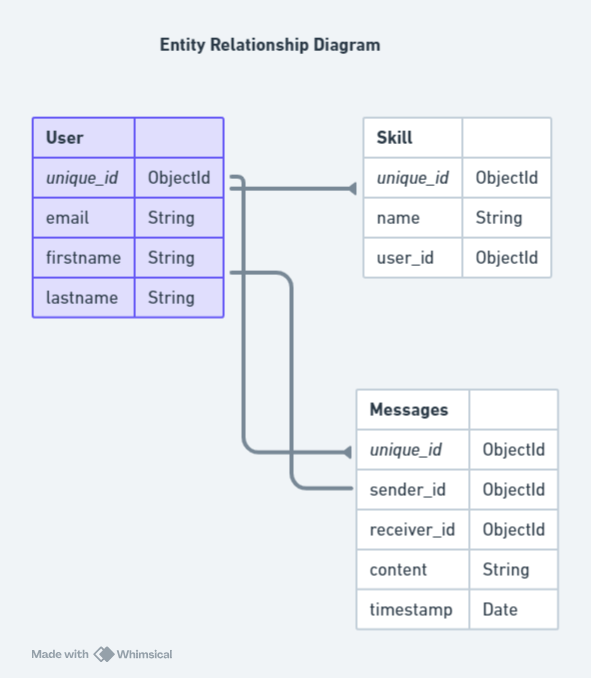 Entity Relationship Diagram
User
unique_id ObjectId
email String
firstname String
lastname String
Skill
unique_id ObjectId
name String
user_id ObjectId
Messages
unique_id ObjectId
sender_id ObjectId
receiver_id ObjectId
content String
timestamp Date
Made with Whimsical